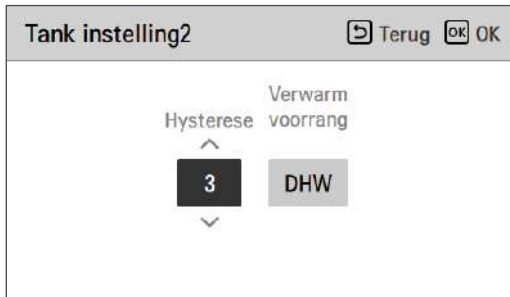 Tank instelling2
Terug OK OK
Verwarm
Hysterese voorrang
3 DHW